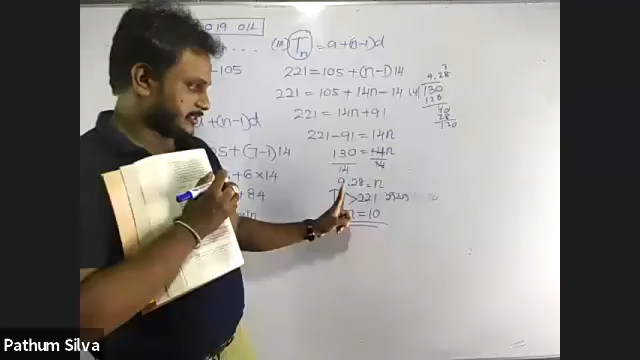 2019 O/L
(iii) Tn = a+(n-1)d
-105
221 = 105 + (n-1)14
221 = 105 + 14n - 14
221 = 14n + 91
221-91 = 14n
130 = 14n
14 14
9.28 = n
> 221
n = 10
+(n-1)d
+ (7-1)14
+ 6×14
+ 84
9.28
14 130
126
40
28
120
Pathum Silva